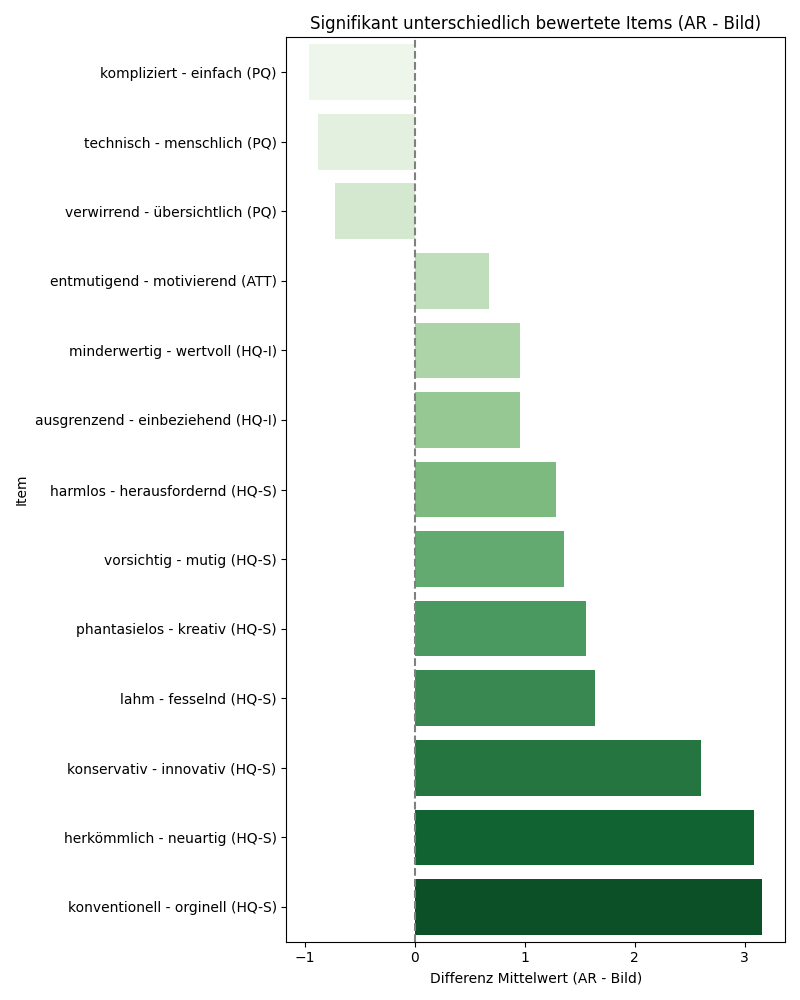 Signifikant unterschiedlich bewertete Items (AR - Bild)
kompliziert - einfach (PQ)
technisch - menschlich (PQ)
verwirrend - übersichtlich (PQ)
entmutigend - motivierend (ATT)
minderwertig - wertvoll (HQ-I)
ausgrenzend - einbeziehend (HQ-I)
harmlos - herausfordernd (HQ-S)
vorsichtig - mutig (HQ-S)
phantasielos - kreativ (HQ-S)
lahm - fesselnd (HQ-S)
konservativ - innovativ (HQ-S)
herkömmlich - neuartig (HQ-S)
konventionell - orginell (HQ-S)
Item
−1 0 1 2 3
Differenz Mittelwert (AR - Bild)